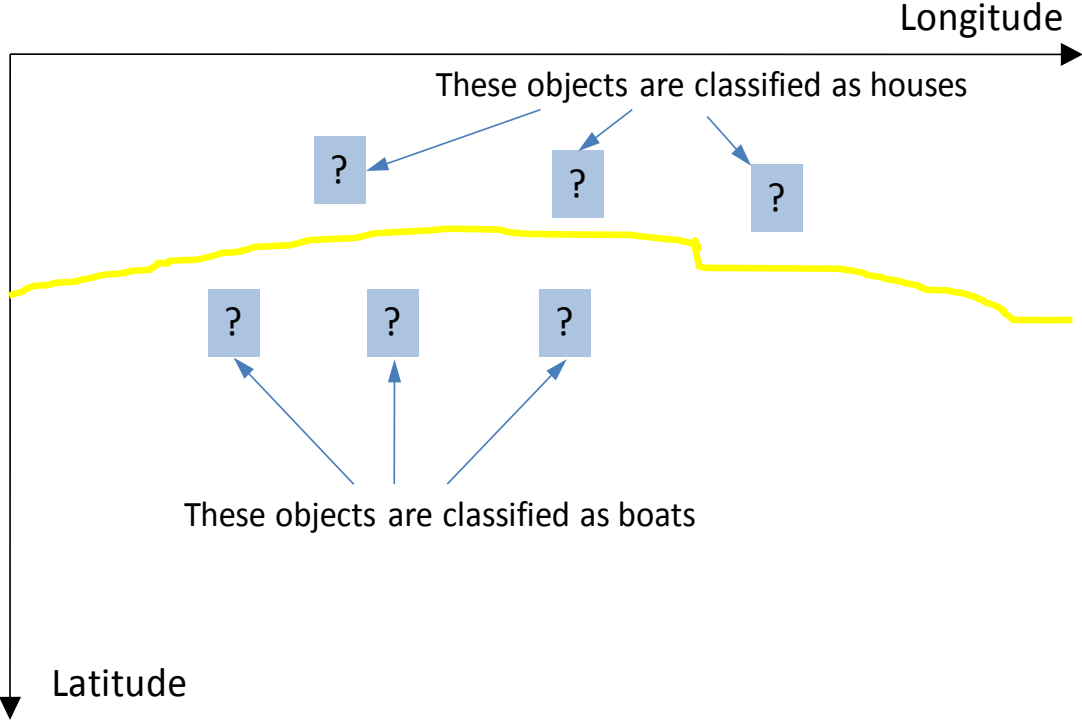 Longitude
These objects are classified as houses
?
?
?
?
?
?
These objects are classified as boats
Latitude